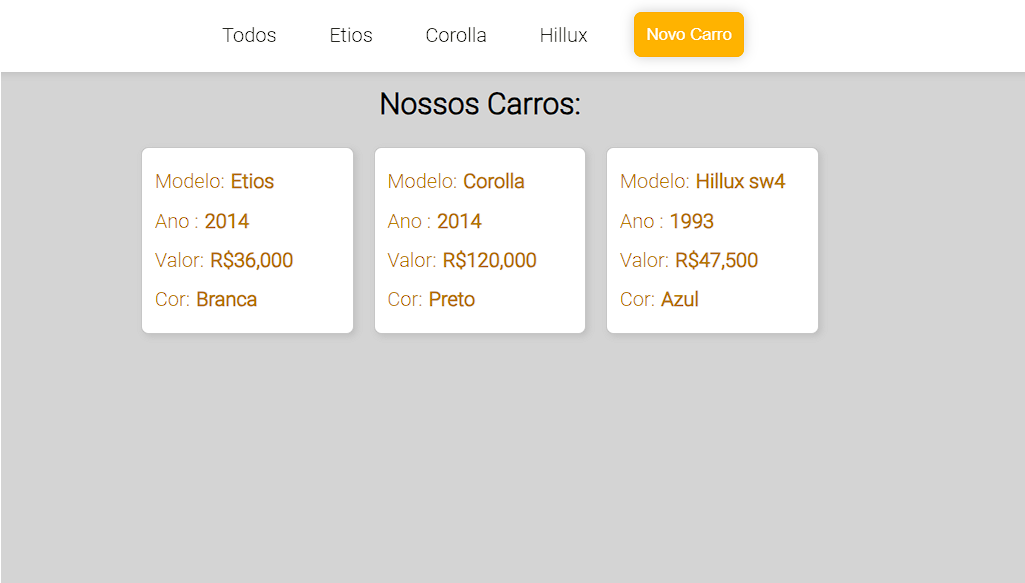 Todos Etios Corolla Hillux Novo Carro
Nossos Carros:
Modelo: Etios
Ano : 2014
Valor: R$36,000
Cor: Branca
Modelo: Corolla
Ano : 2014
Valor: R$120,000
Cor: Preto
Modelo: Hillux sw4
Ano : 1993
Valor: R$47,500
Cor: Azul